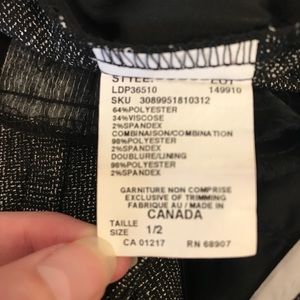 STYLE: LOT
LDP36510 149910
SKU 3089951810312
64%POLYESTER
34%VISCOSE
2%SPANDEX
COMBINAISON/COMBINATION
98%POLYESTER
2%SPANDEX
DOUBLURE/LINING
98%POLYESTER
2%SPANDEX
GARNITURE NON COMPRISE
EXCLUSIVE OF TRIMMING
FABRIQUE AU / MADE IN
CANADA
TAILLE
SIZE 1/2
CA 01217 RN 68907